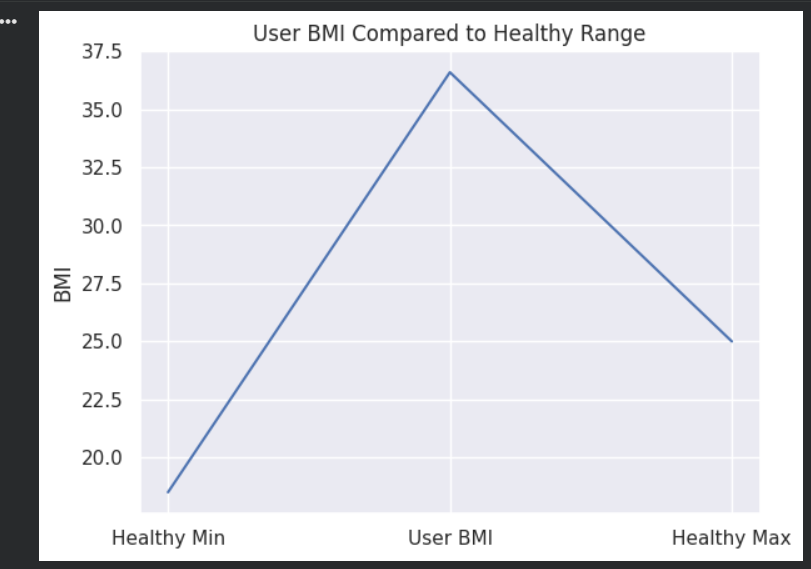 User BMI Compared to Healthy Range
37.5
35.0
32.5
30.0
27.5
25.0
22.5
20.0
BMI
Healthy Min User BMI Healthy Max